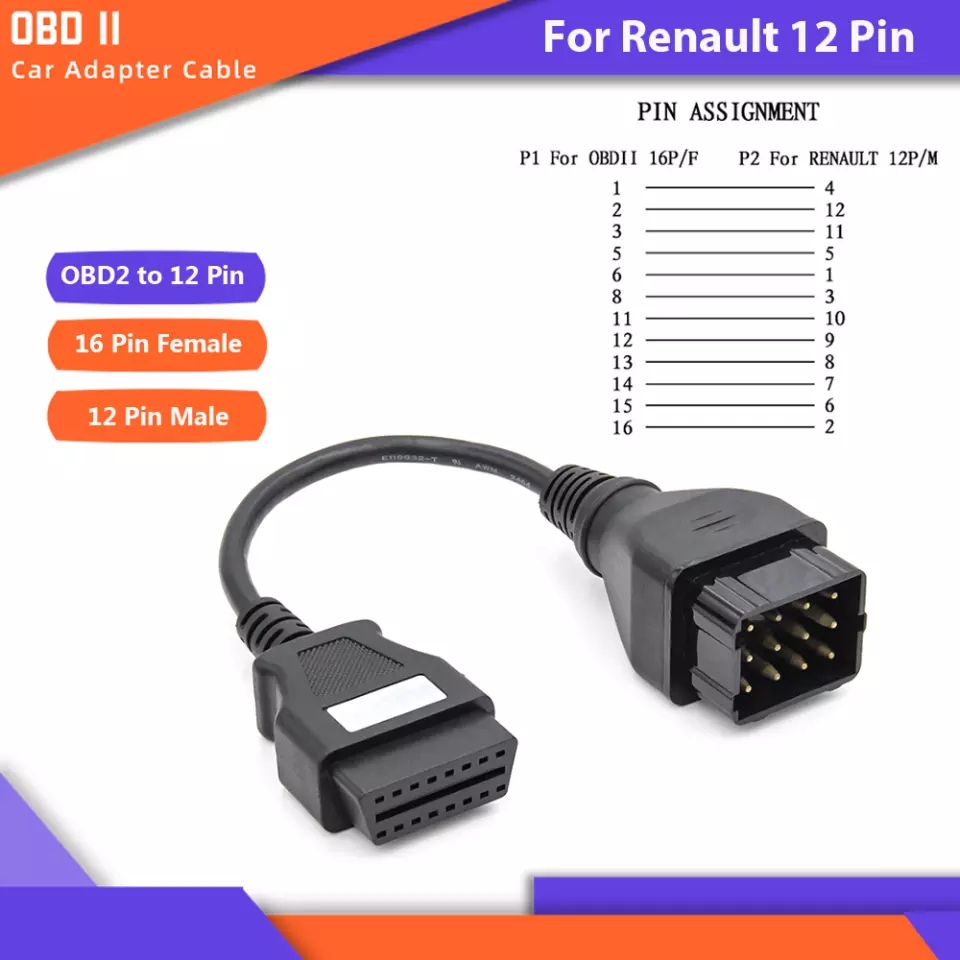 OBD II
Car Adapter Cable
For Renault 12 Pin
PIN ASSIGNMENT
P1 For OBDII 16P/F P2 For RENAULT 12P/M
1 4
2 12
3 11
5 5
6 1
8 3
11 10
12 9
13 8
14 7
15 6
16 2
OBD2 to 12 Pin
16 Pin Female
12 Pin Male
AWM 2464